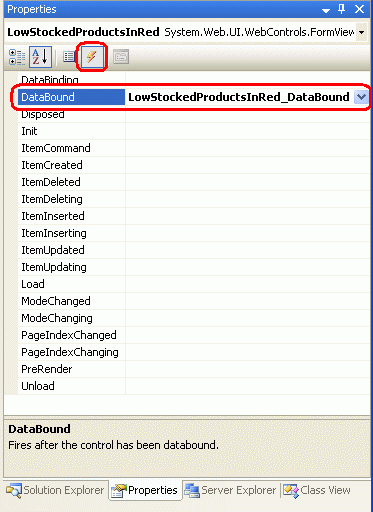 Properties
LowStockedProductsInRed System.Web.UI.WebControls.FormView
DataBinding
DataBound LowStockedProductsInRed_DataBound
Disposed
Init
ItemCommand
ItemCreated
ItemDeleted
ItemDeleting
ItemInserted
ItemInserting
ItemUpdated
ItemUpdating
Load
ModeChanged
ModeChanging
PageIndexChanged
PageIndexChanging
PreRender
Unload
DataBound
Fires after the control has been databound.
Solution Explorer Properties Server Explorer Class View